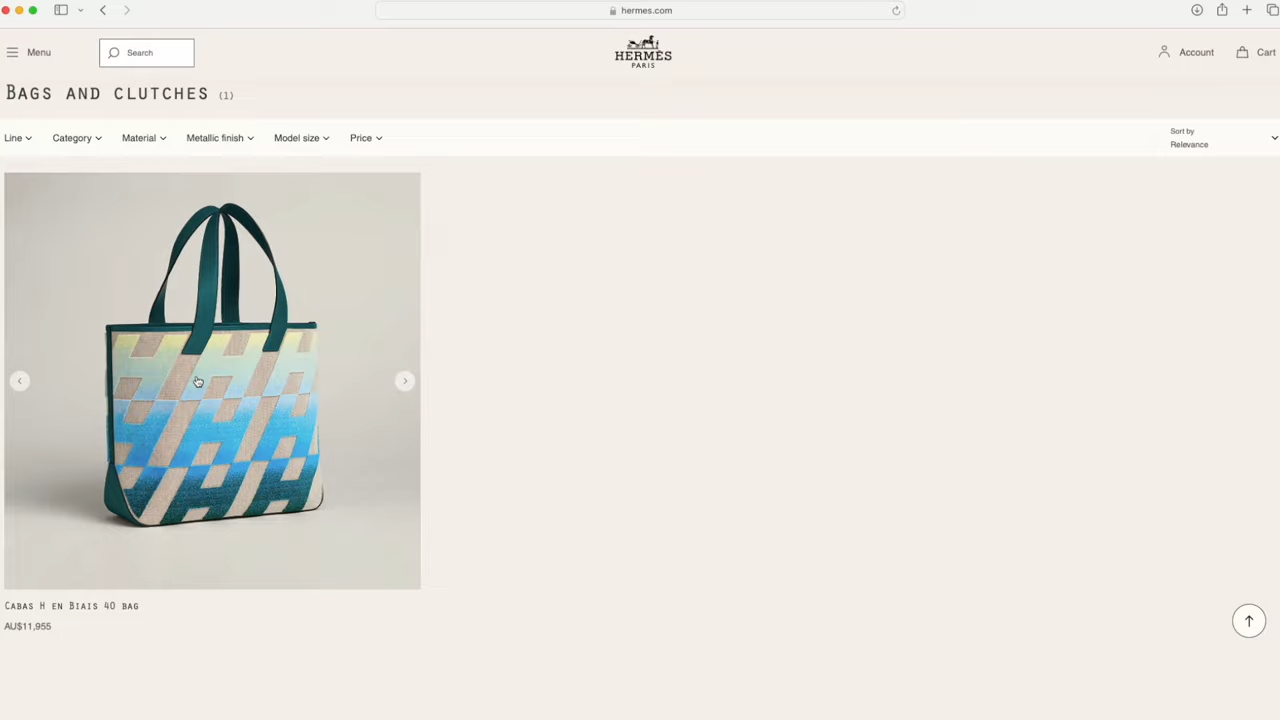 hermes.com
Menu
Search
HERMÈS
PARIS
Account
Cart
BAGS AND CLUTCHES (1)
Line
Category
Material
Metallic finish
Model size
Price
Sort by
Relevance
CABAS H EN BIAIS 40 BAG
AU$11,955